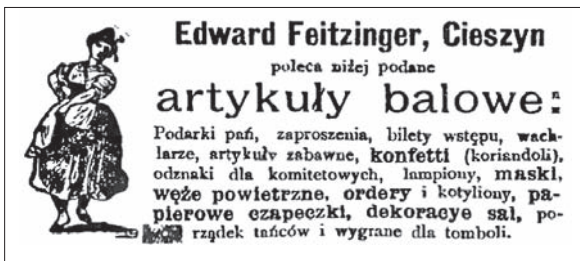 Edward Feitzinger, Cieszyn
poleca niżej podane
artykuły balowe:
Podarki pań, zaproszenia, bilety wstępu, wach-
larze, artykuły zabawne, konfetti (koriandoli),
odznaki dla komitetowych, lampiony, maski,
węże powietrzne, ordery i kotyliony, pa-
pierowe czapeczki, dekoracye sal, po-
rządek tańców i wygrane dla tomboli.